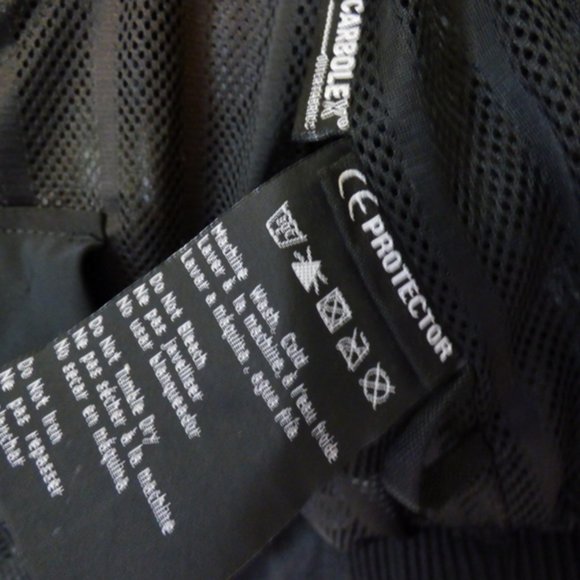 CARBOLEX®
CE PROTECTOR
30°C
Machine Wash, Cold
Laver à la machine, à l'eau froide
Lavar a máquina, agua fría
Do Not Bleach
Ne pas javelliser
No usar blanqueador
Do Not Tumble Dry
Ne pas sécher à la machine
No secar en máquina
Do Not Iron
Ne pas repasser